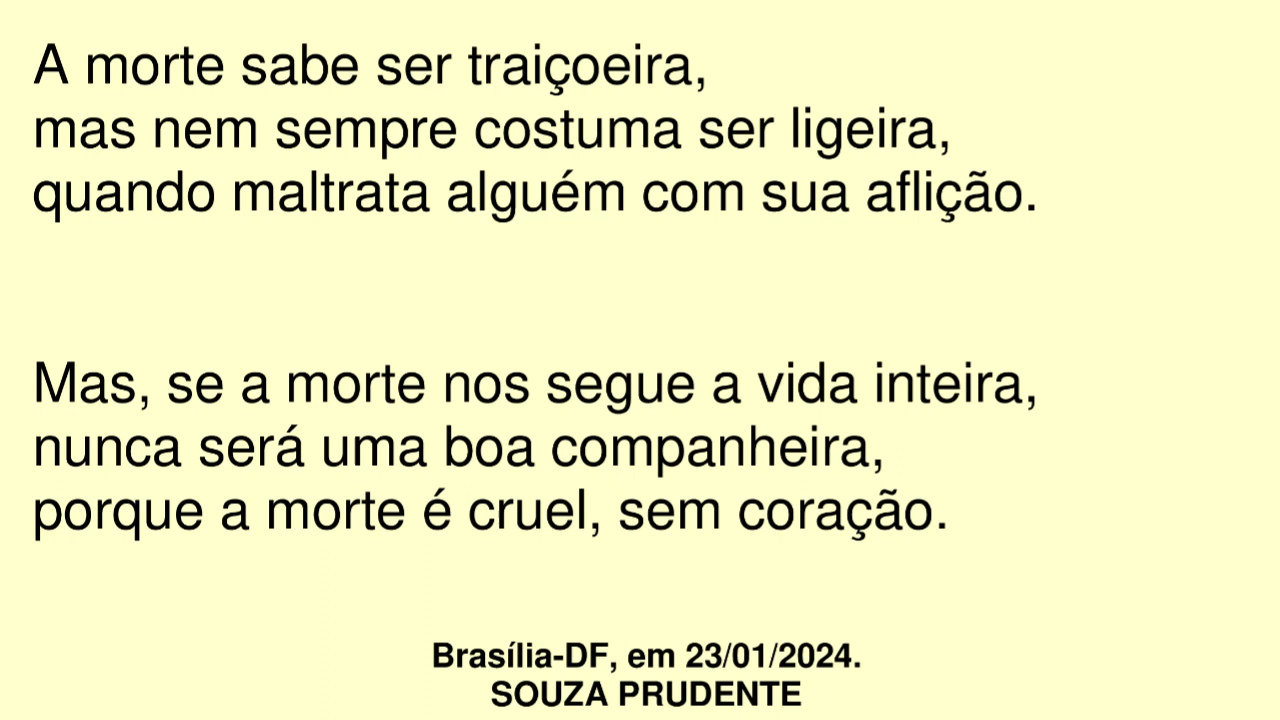 A morte sabe ser traiçoeira,
mas nem sempre costuma ser ligeira,
quando maltrata alguém com sua aflição.
Mas, se a morte nos segue a vida inteira,
nunca será uma boa companheira,
porque a morte é cruel, sem coração.
Brasília-DF, em 23/01/2024.
SOUZA PRUDENTE